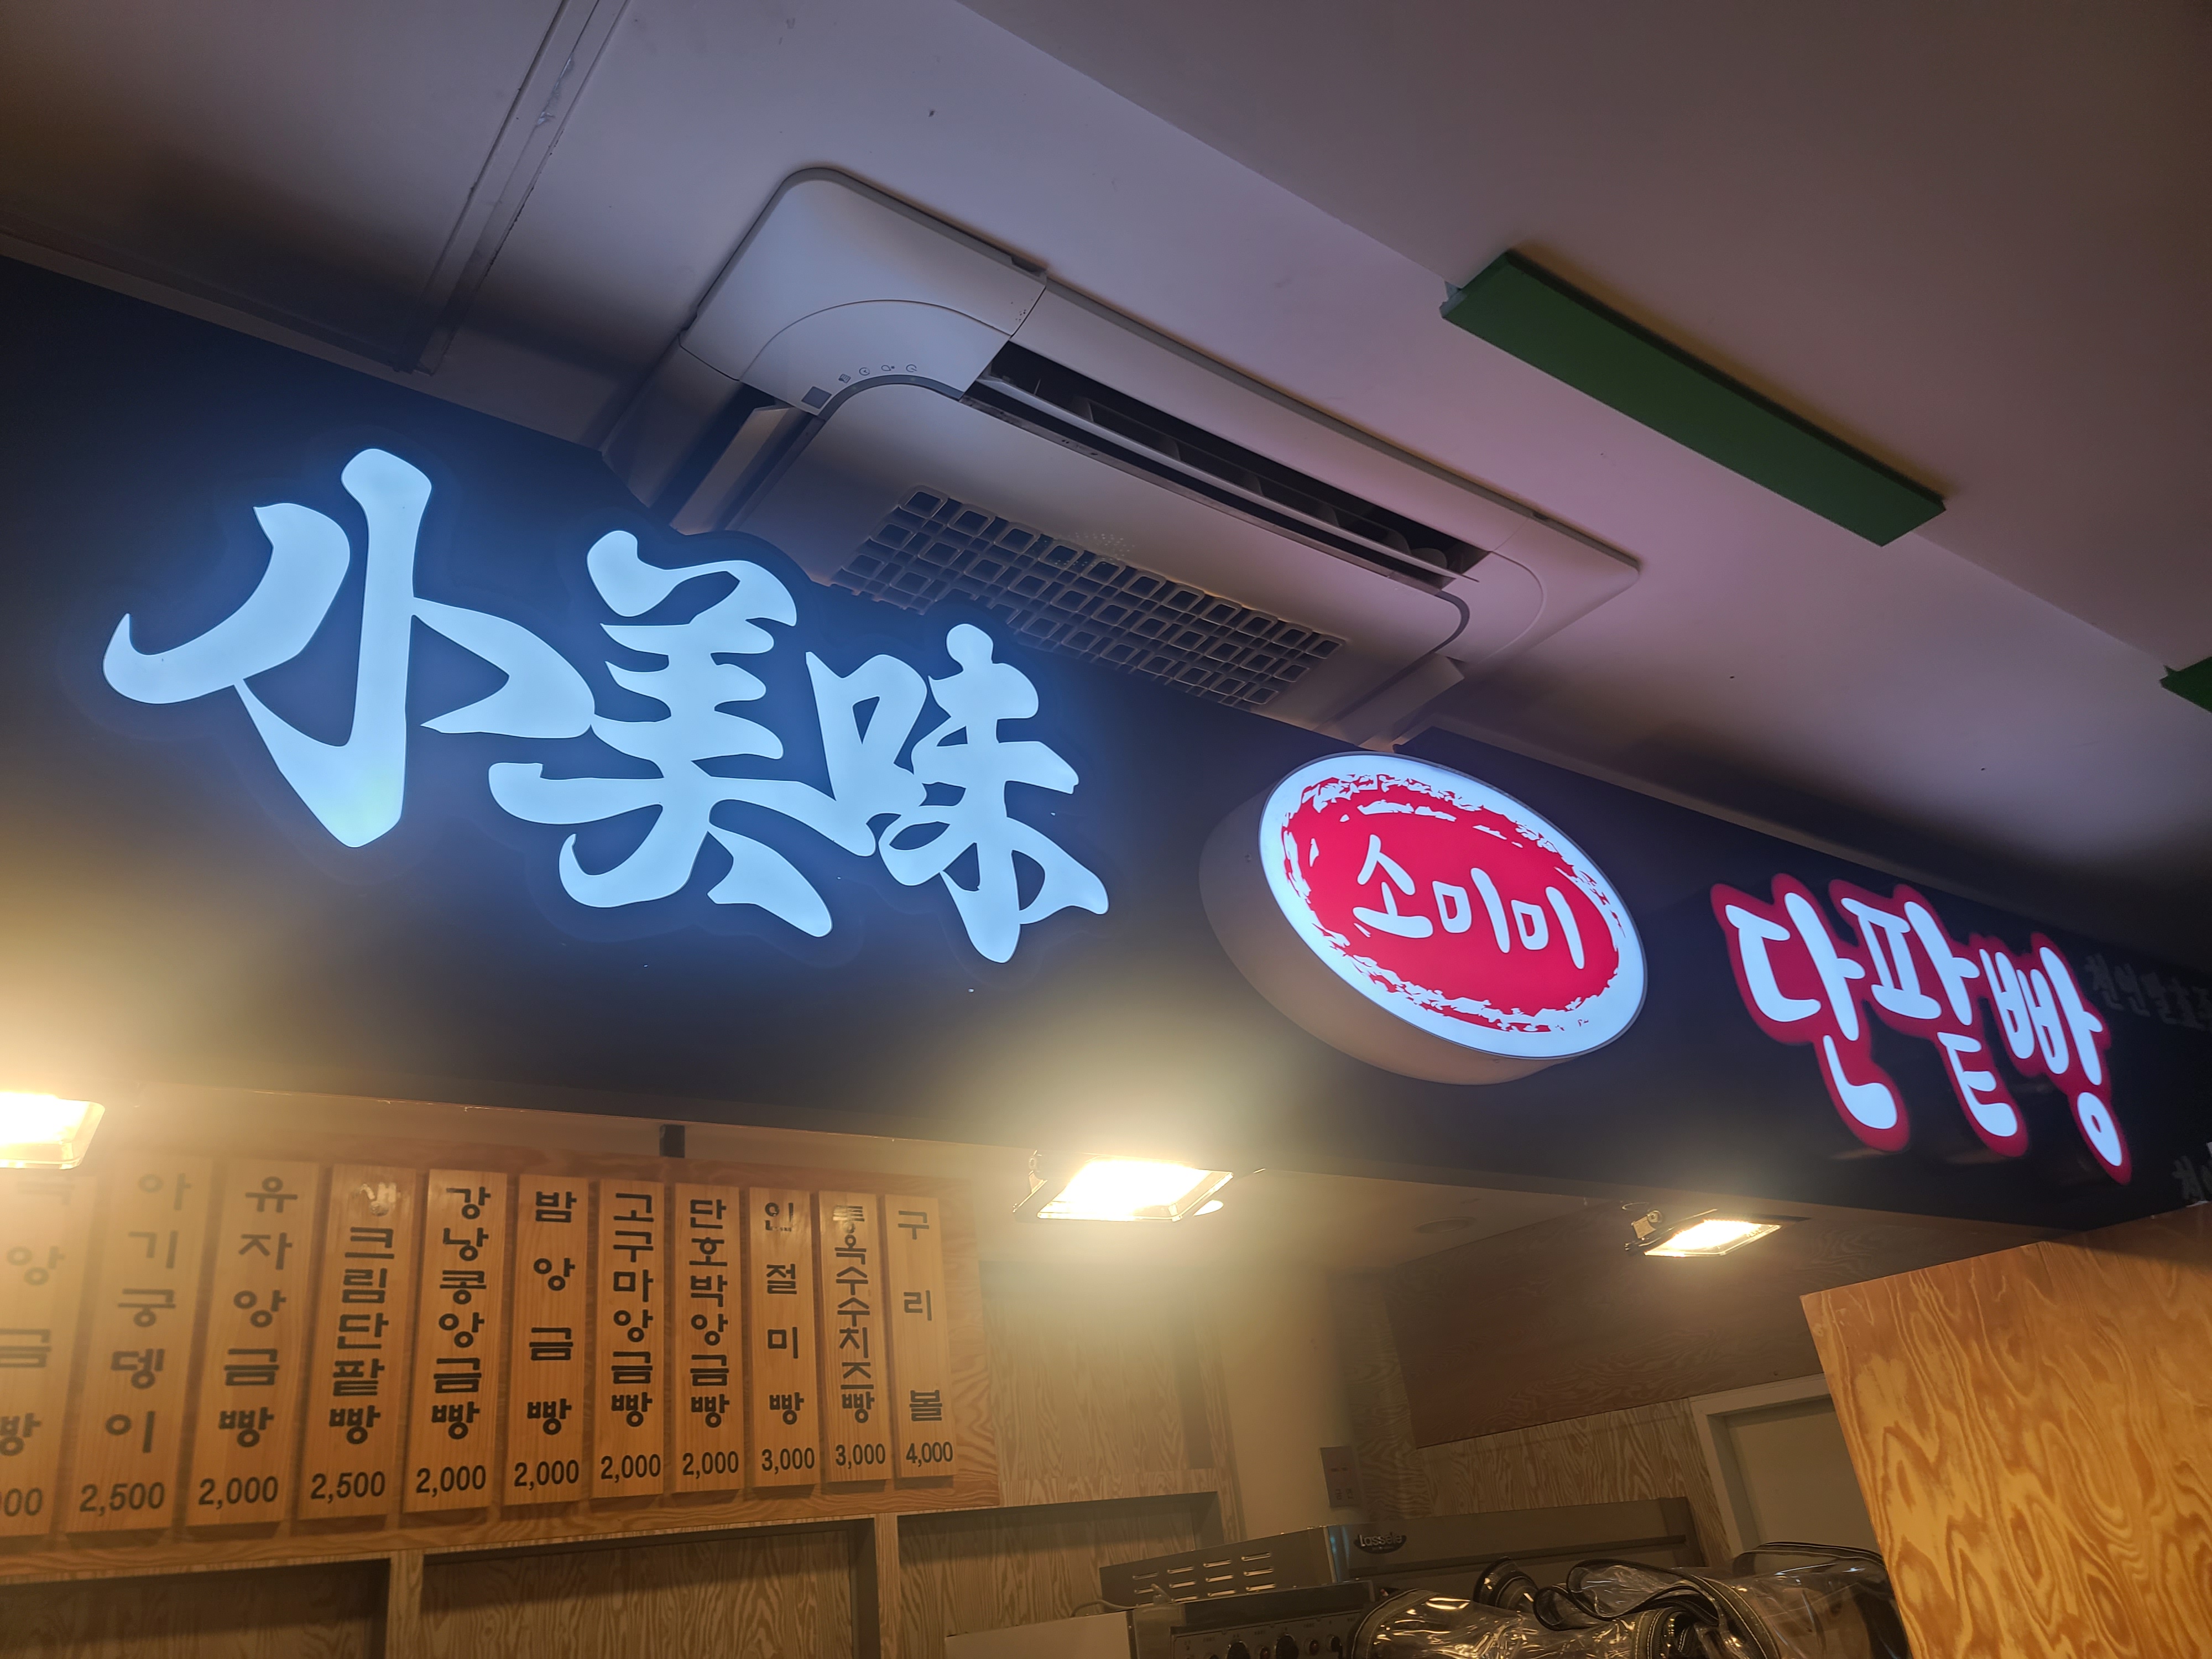 小美味
소미미
단팥빵
아기궁뎅이
2,500
유자앙금빵
2,000
생크림단팥빵
2,500
강낭콩앙금빵
2,000
밤앙금빵
2,000
고구마앙금빵
2,000
단호박앙금빵
2,000
인절미빵
3,000
통옥수수치즈빵
3,000
구리볼
4,000